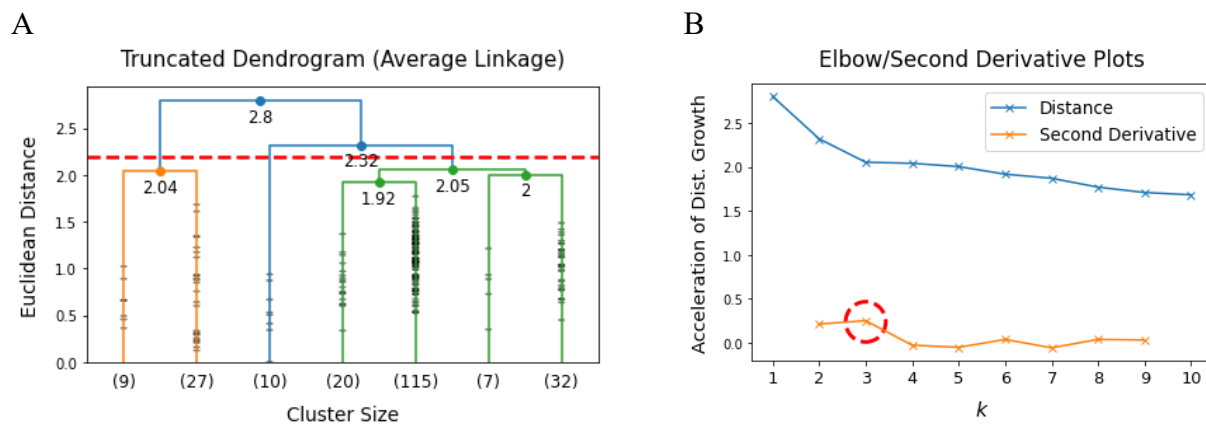 A
Truncated Dendrogram (Average Linkage)
Euclidean Distance
2.5
2.0
1.5
1.0
0.5
0.0
2.8
2.32
2.04
2.05
1.92
2
(9) (27) (10) (20) (115) (7) (32)
Cluster Size
B
Elbow/Second Derivative Plots
Acceleration of Dist. Growth
2.5
2.0
1.5
1.0
0.5
0.0
Distance
Second Derivative
1 2 3 4 5 6 7 8 9 10
k